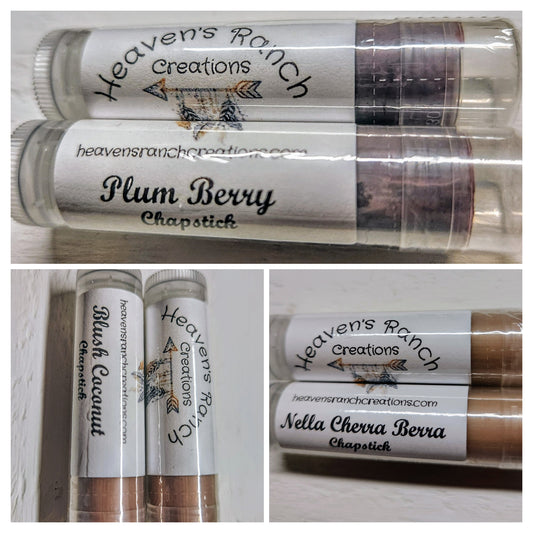 Heaven's Ranch
Creations
heavensranchcreations.com
Plum Berry
Chapstick
heavensranchcreations.com
Blush Coconut
Chapstick
Heaven's Ranch
Creations
Heaven's Ranch
Creations
heavensranchcreations.com
Nella Cherra Berra
Chapstick